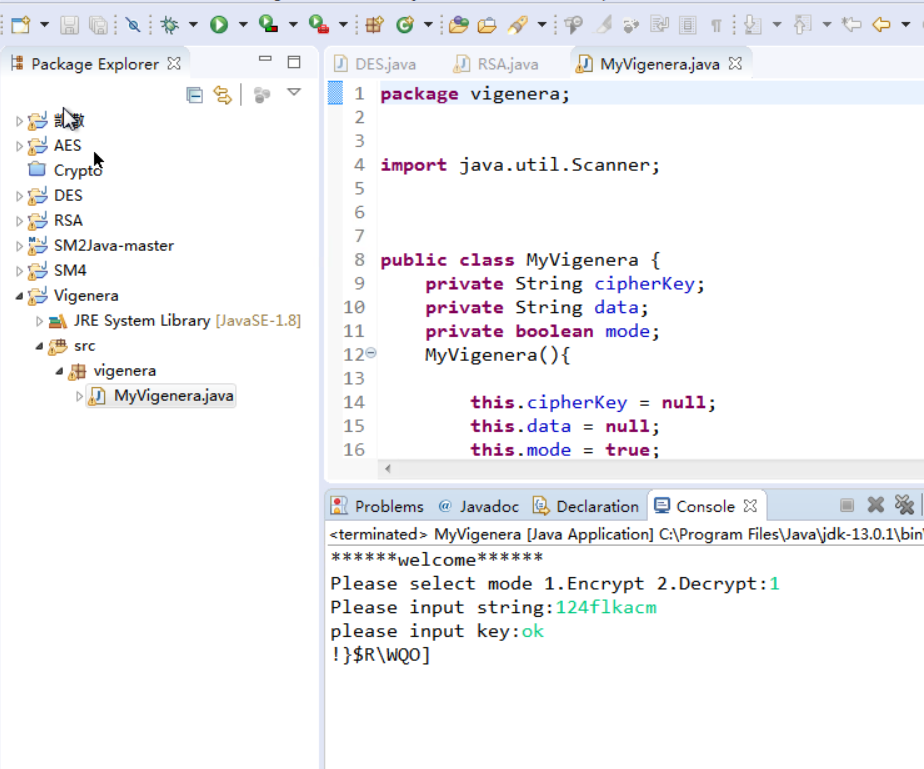 Package Explorer
AES
Crypto
DES
RSA
SM2Java-master
SM4
Vigenera
JRE System Library [JavaSE-1.8]
src
vigenera
MyVigenera.java
DES.java
RSA.java
MyVigenera.java
1 package vigenera;
2
3
4 import java.util.Scanner;
5
6
7
8 public class MyVigenera {
9 private String cipherKey;
10 private String data;
11 private boolean mode;
12 MyVigenera(){
13
14 this.cipherKey = null;
15 this.data = null;
16 this.mode = true;
Problems @ Javadoc Declaration Console
<terminated> MyVigenera [Java Application] C:\Program Files\Java\jdk-13.0.1\bin\
******welcome******
Please select mode 1.Encrypt 2.Decrypt:1
Please input string:124flkacm
please input key:ok
!}$R\WQO]